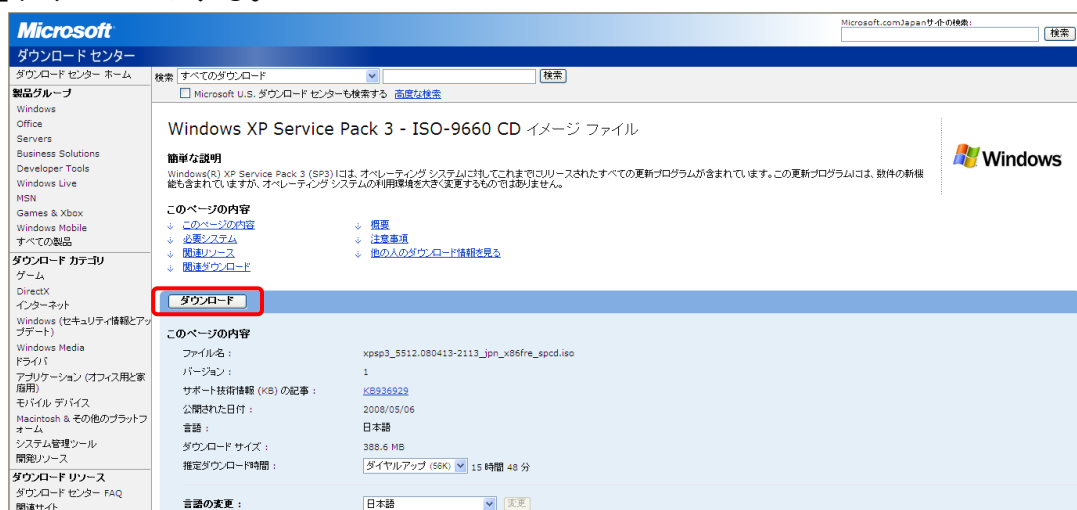 Microsoft
Microsoft.comJapanサイトの検索:
検索
ダウンロード センター
ダウンロード センター ホーム
製品グループ
Windows
Office
Servers
Business Solutions
Developer Tools
Windows Live
MSN
Games & Xbox
Windows Mobile
すべての製品
ダウンロード カテゴリ
ゲーム
DirectX
インターネット
Windows (セキュリティ情報とアッ
プデート)
Windows Media
ドライバ
アプリケーション (オフィス用と家
庭用)
モバイル デバイス
Macintosh & その他のプラットフ
ォーム
システム管理ツール
開発リソース
ダウンロード リソース
ダウンロード センター FAQ
関連サイト
検索 すべてのダウンロード 検索
Microsoft U.S. ダウンロード センターも検索する 高度な検索
Windows XP Service Pack 3 - ISO-9660 CD イメージ ファイル
Windows
簡単な説明
Windows(R) XP Service Pack 3 (SP3) には、オペレーティング システムに対してこれまでにリリースされたすべての更新プログラムが含まれています。この更新プログラムには、数件の新機
能も含まれていますが、オペレーティング システムの利用環境を大きく変更するものではありません。
このページの内容
このページの内容 概要
必要システム 注意事項
関連リソース 他の人のダウンロード情報を見る
関連ダウンロード
ダウンロード
このページの内容
ファイル名： xpsp3_5512.080413-2113_jpn_x86fre_spcd.iso
バージョン： 1
サポート技術情報 (KB) の記事： KB936929
公開された日付： 2008/05/06
言語： 日本語
ダウンロード サイズ： 388.6 MB
推定ダウンロード時間： ダイヤルアップ (56K) 15 時間 48 分
言語の変更： 日本語 変更